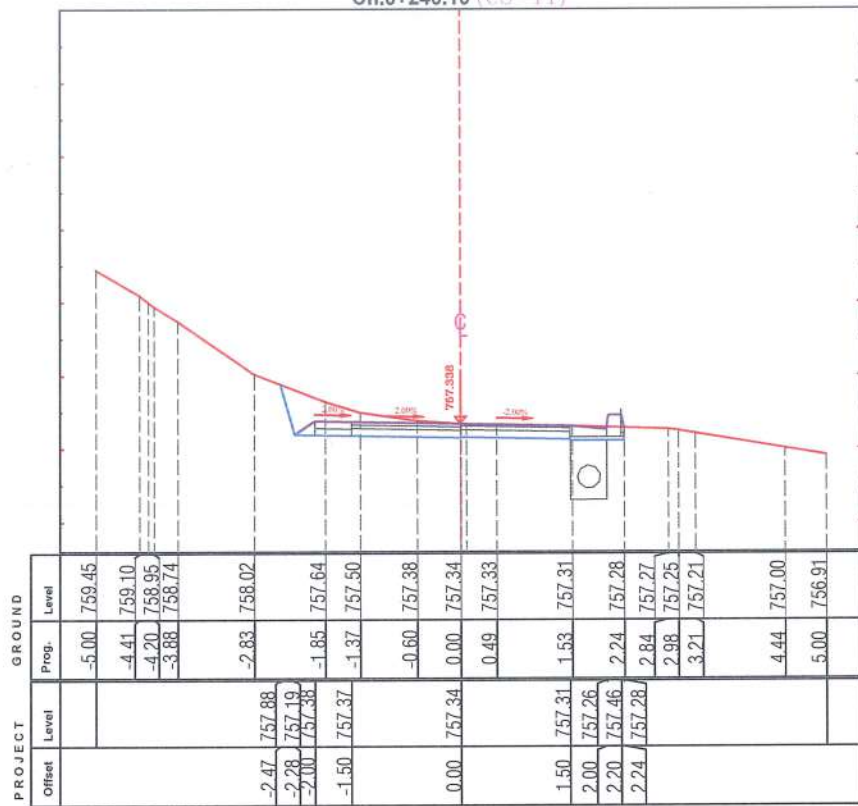 2.00%
2.00%
-2.00%
757.338
GROUND
Level
759.45 759.10 758.95 758.74 758.02 757.64 757.50 757.38 757.34 757.33 757.31 757.28 757.27 757.25 757.21 757.00 756.91
Prog.
-5.00 -4.41 -4.20 -3.88 -2.83 -1.85 -1.37 -0.60 0.00 0.49 1.53 2.24 2.84 2.98 3.21 4.44 5.00
PROJECT
Level
757.88 757.19 757.38 757.37 757.34 757.31 757.26 757.46 757.28
Offset
-2.47 -2.28 -2.00 -1.50 0.00 1.50 2.00 2.20 2.24